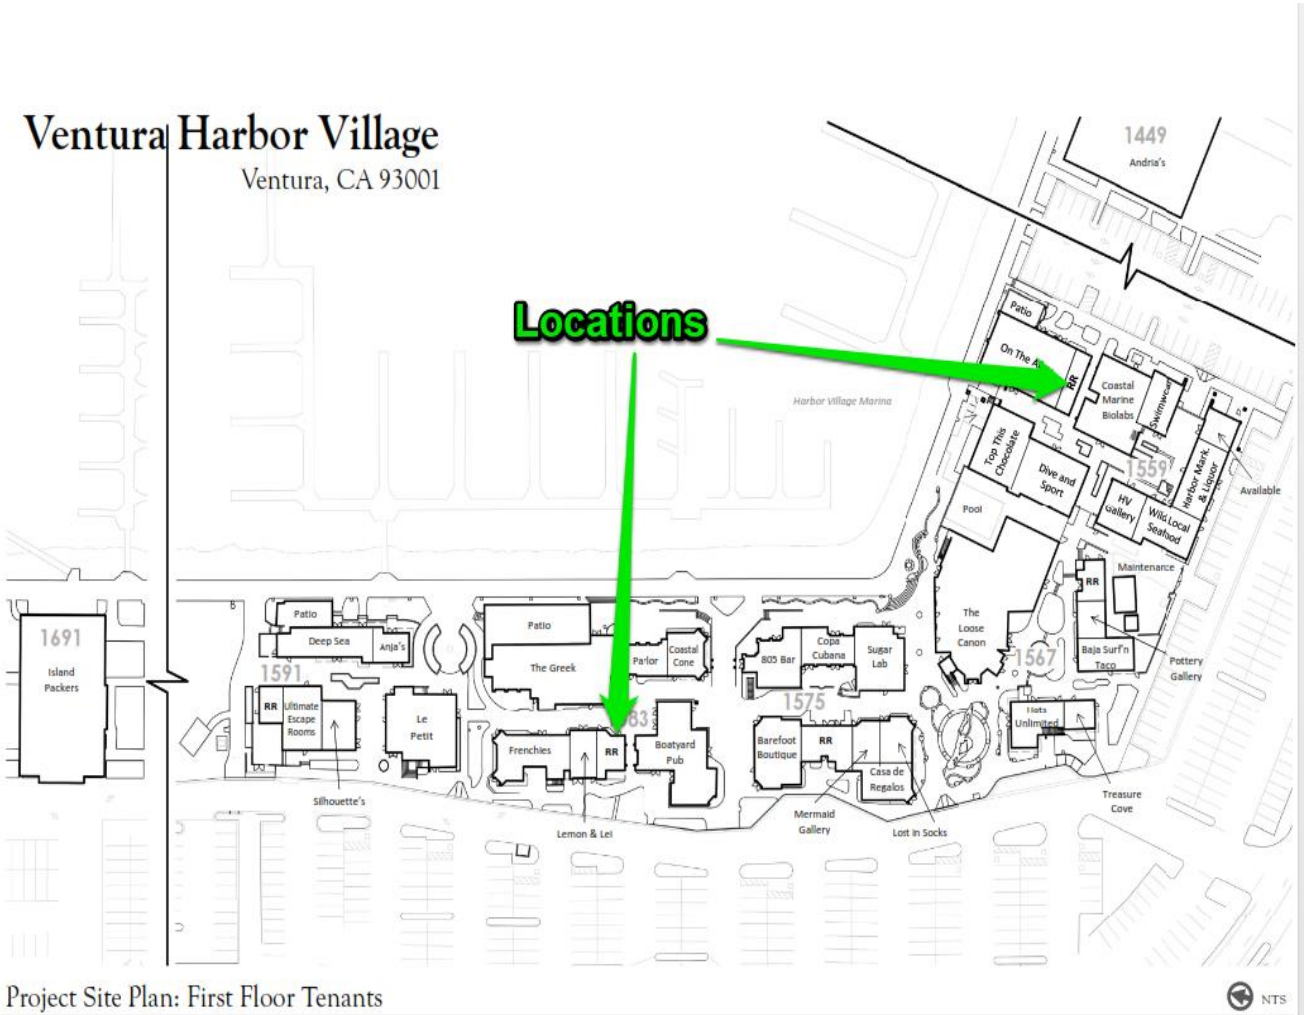 Ventura Harbor Village
Ventura, CA 93001
1449
Andria's
Locations
Patio
On The
RR
Coastal
Marine
Biolabs
Swimwear
Harbor Village Marina
Top This
Chocolate
Dive and
Sport
1559
Harbor Mark.
& Liquor
Available
HV
Gallery
Wild Local
Seafood
Pool
Maintenance
RR
The
Loose
Canon
1567
Baja Surf'n
Taco
Pottery
Gallery
1691
Island
Packers
Patio
Deep Sea
Anja's
1591
RR
Ultimate
Escape
Rooms
Silhouette's
Le
Petit
Patio
The Greek
Parlor
Coastal
Cone
83
Frenchies
RR
Boatyard
Pub
Lemon & Lei
805 Bar
Copa
Cubana
Sugar
Lab
1575
Barefoot
Boutique
RR
Casa de
Regalos
Mermaid
Gallery
Lost in Socks
Hats
Unlimited
Treasure
Cove
Project Site Plan: First Floor Tenants
NTS